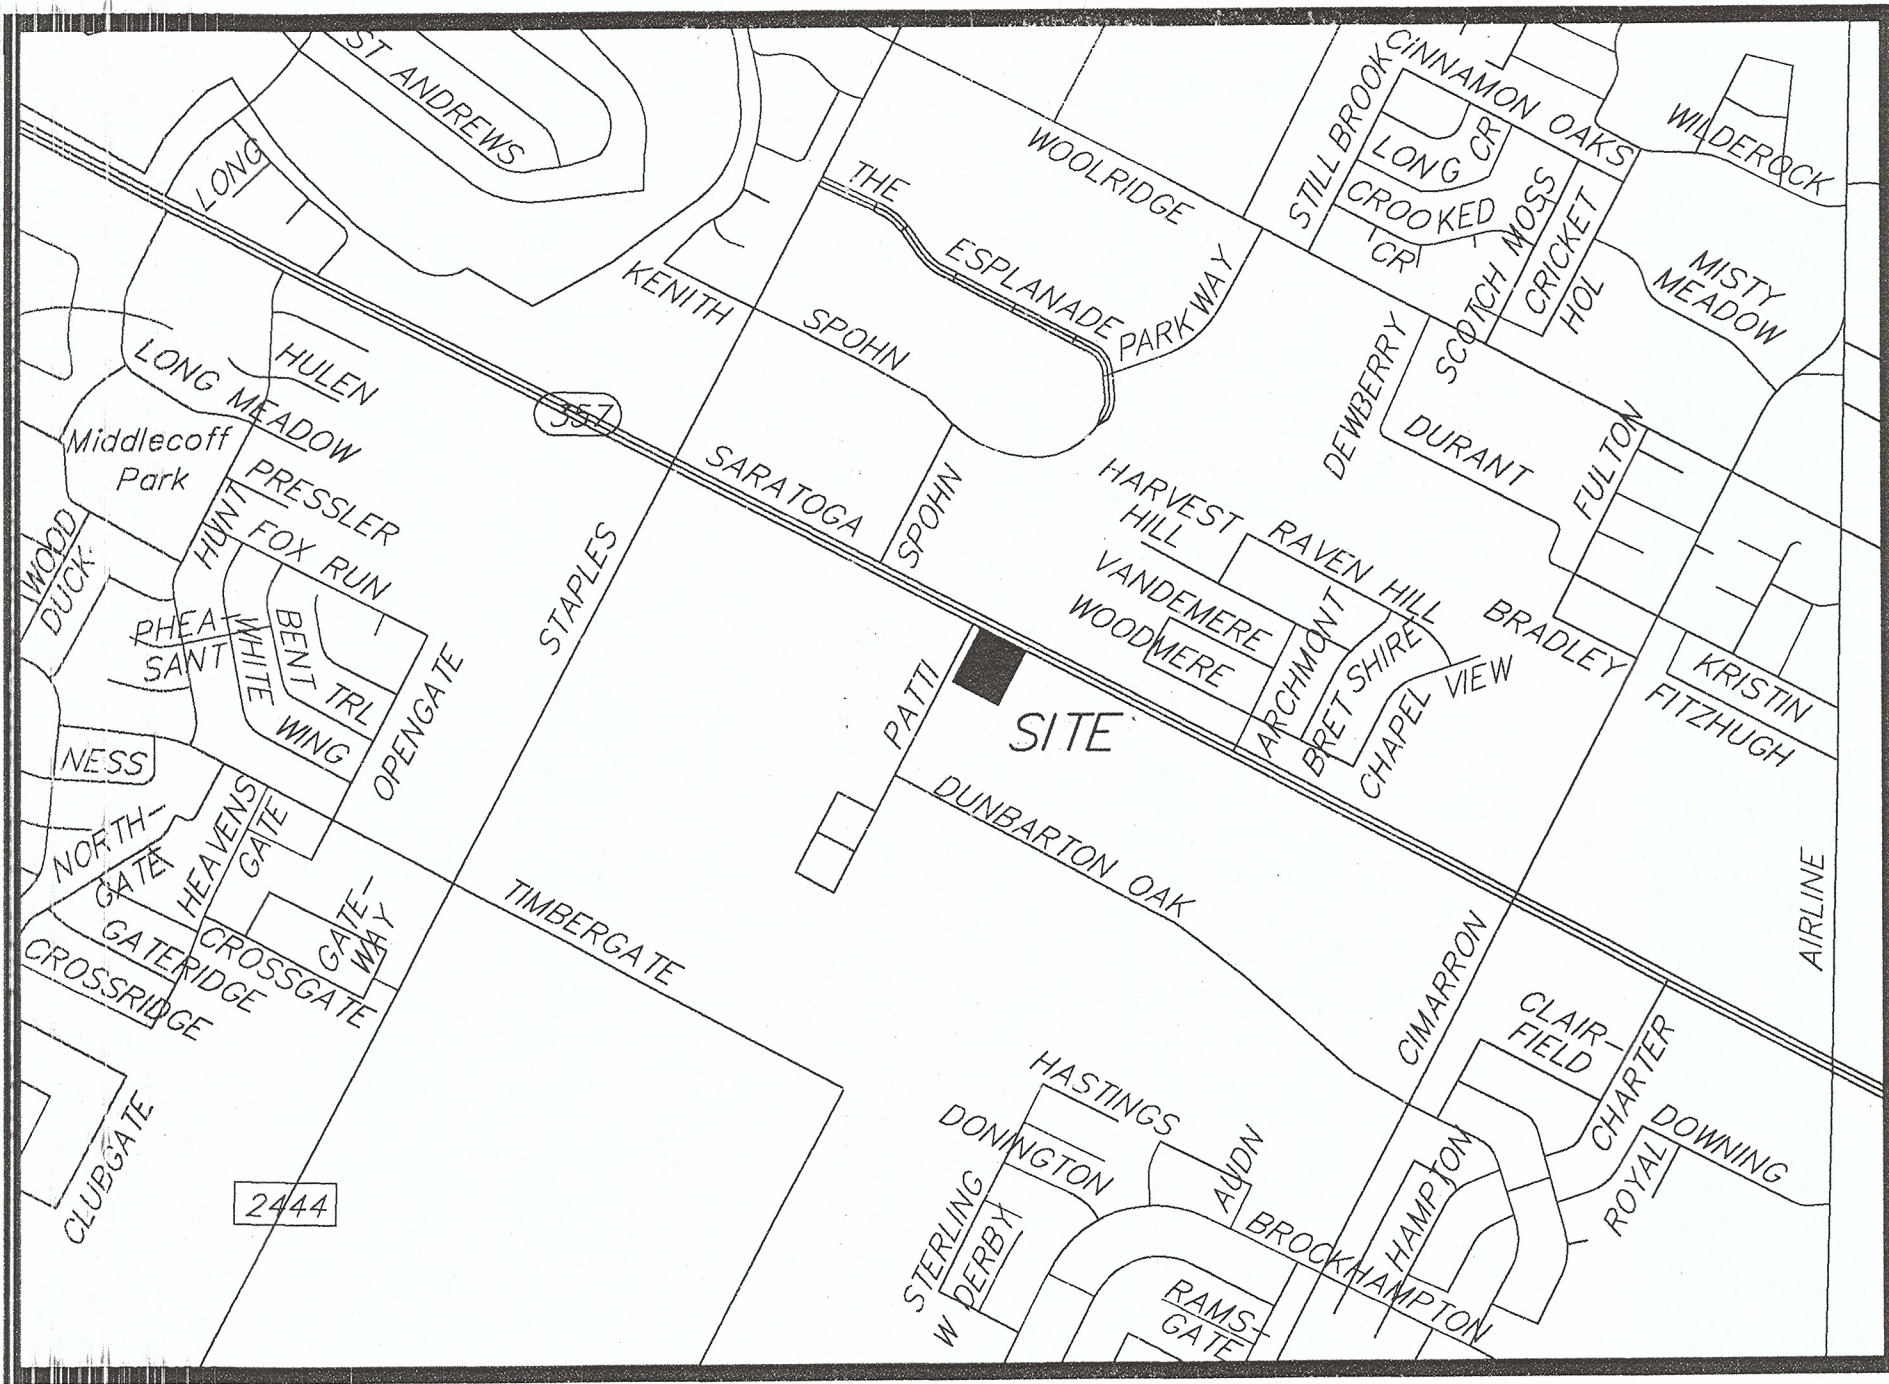 ST ANDREWS
CINNAMON OAKS
STILL BROOK
LONG CR
CROOKED
CR
SCOTCH MOSS
CRICKET
HOL
WILDEROCK
MISTY
MEADOW
WOOLRIDGE
LONG
THE
ESPLANADE
PARKWAY
KENITH
SPOHN
HULEN
LONG MEADOW
357
Middlecoff
Park
PRESSLER
HUNT
FOX RUN
WOOD
DUCK
PHEA-
SANT
WHITE
WING
BENT
TRL
OPENGATE
STAPLES
SARATOGA
SPOHN
DEWBERRY
DURANT
FULTON
HARVEST
HILL
RAVEN HILL
VANDEMERE
WOODMERE
ARCHMONT
BRET SHIRE
CHAPEL VIEW
BRADLEY
KRISTIN
FITZHUGH
PATTI
SITE
NESS
NORTH-
GATE
HEAVENS
GATE
GATE-
WAY
CROSSGATE
GATERIDGE
CROSSRIDGE
CLUBGATE
TIMBERGATE
DUNBARTON OAK
CIMARRON
AIRLINE
CLAIR-
FIELD
CHARTER
DOWNING
ROYAL
HAMPTON
HASTINGS
DONINGTON
AUDN
STERLING
W DERBY
BROCKHAMPTON
RAMS-
GATE
2444